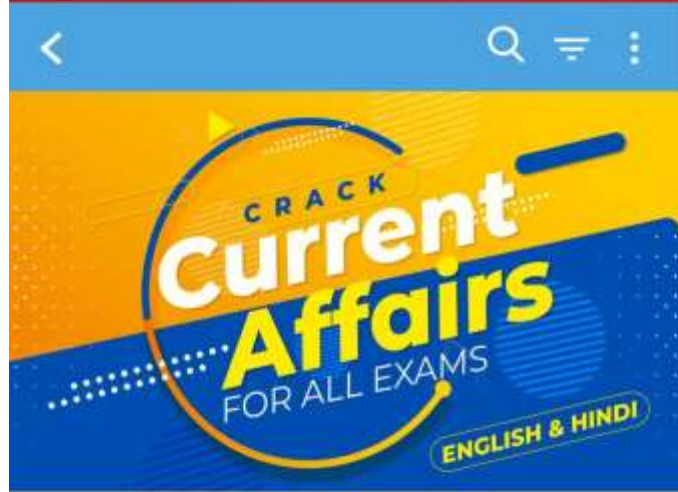 CRACK
Current
Affairs
FOR ALL EXAMS
ENGLISH & HINDI